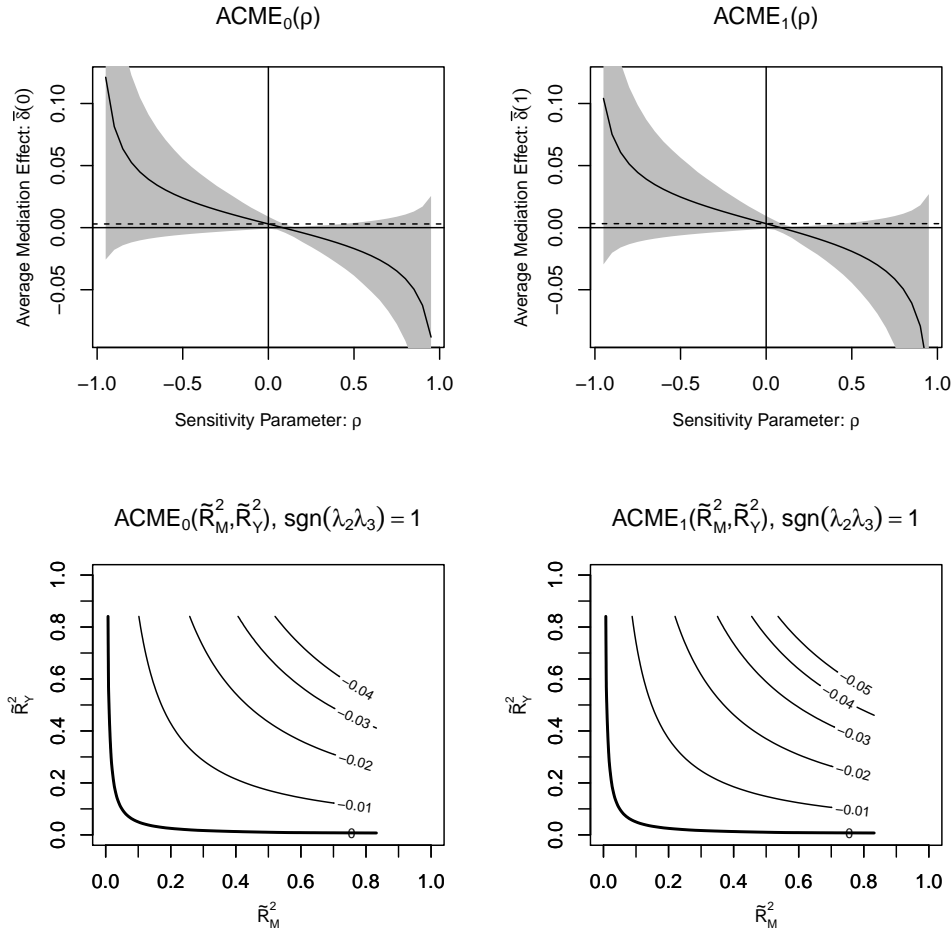 ACME₀(ρ)
Average Mediation Effect: δ̄(0)
0.10
0.05
0.00
−0.05
−1.0 −0.5 0.0 0.5 1.0
Sensitivity Parameter: ρ
ACME₁(ρ)
Average Mediation Effect: δ̄(1)
0.10
0.05
0.00
−0.05
−1.0 −0.5 0.0 0.5 1.0
Sensitivity Parameter: ρ
ACME₀(R̃²_M,R̃²_Y), sgn(λ₂λ₃) = 1
R̃²_Y
1.0
0.8
0.6
0.4
0.2
0.0
−0.04
−0.03
−0.02
−0.01
0
0.0 0.2 0.4 0.6 0.8 1.0
R̃²_M
ACME₁(R̃²_M,R̃²_Y), sgn(λ₂λ₃) = 1
R̃²_Y
1.0
0.8
0.6
0.4
0.2
0.0
−0.05
−0.04
−0.03
−0.02
−0.01
0
0.0 0.2 0.4 0.6 0.8 1.0
R̃²_M